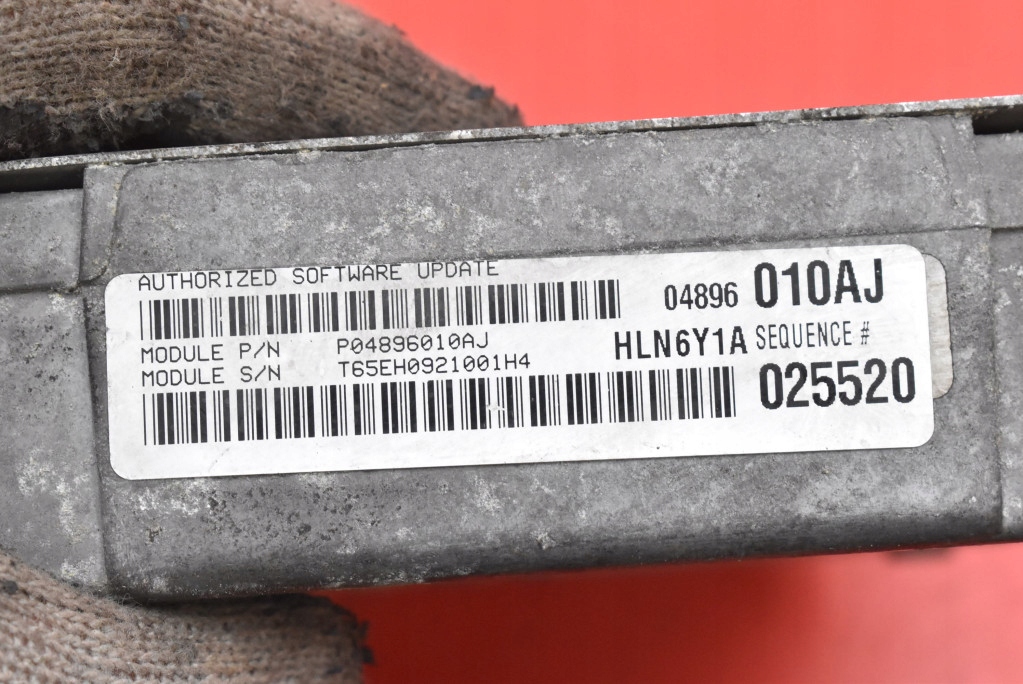 AUTHORIZED SOFTWARE UPDATE
04896 010AJ
MODULE P/N P04896010AJ
HLN6Y1A SEQUENCE #
MODULE S/N T65EH0921001H4
025520